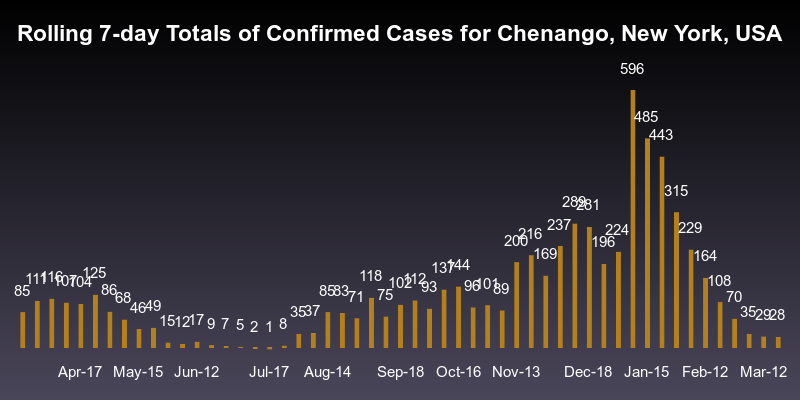 Rolling 7-day Totals of Confirmed Cases for Chenango, New York, USA
85 111 116 107 104 125 86 68 46 49 15 12 17 9 7 5 2 1 8 35 37 85 83 71 118 75 102 112 93 137 144 96 101 89 200 216 169 237 289 281 196 224 596 485 443 315 229 164 108 70 35 29 28
Apr-17 May-15 Jun-12 Jul-17 Aug-14 Sep-18 Oct-16 Nov-13 Dec-18 Jan-15 Feb-12 Mar-12